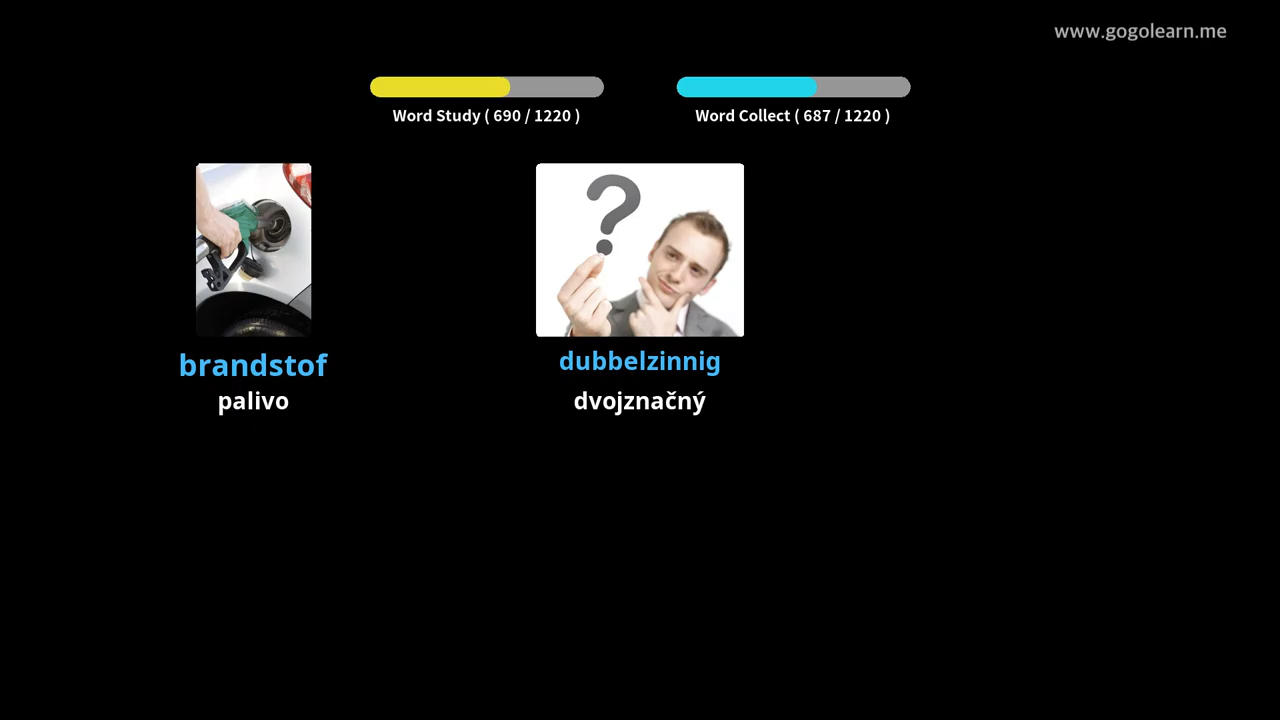 www.gogolearn.me
Word Study ( 690 / 1220 )
Word Collect ( 687 / 1220 )
brandstof
palivo
dubbelzinnig
dvojznačný